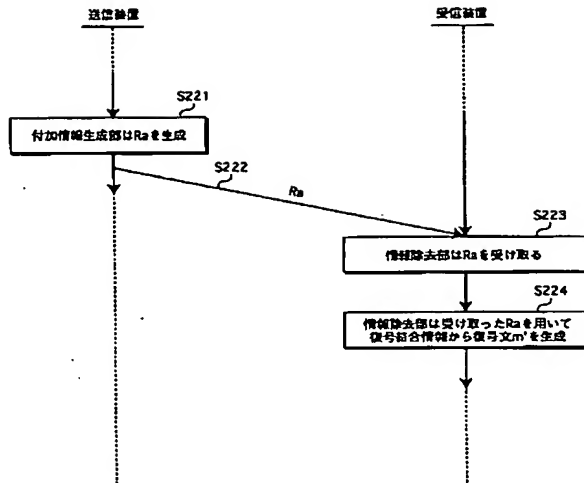 送信装置
受信装置
S221
付加情報生成部はRaを生成
S222
Ra
S223
情報除去部はRaを受け取る
S224
情報除去部は受け取ったRaを用いて
復号結合情報から復号文m'を生成